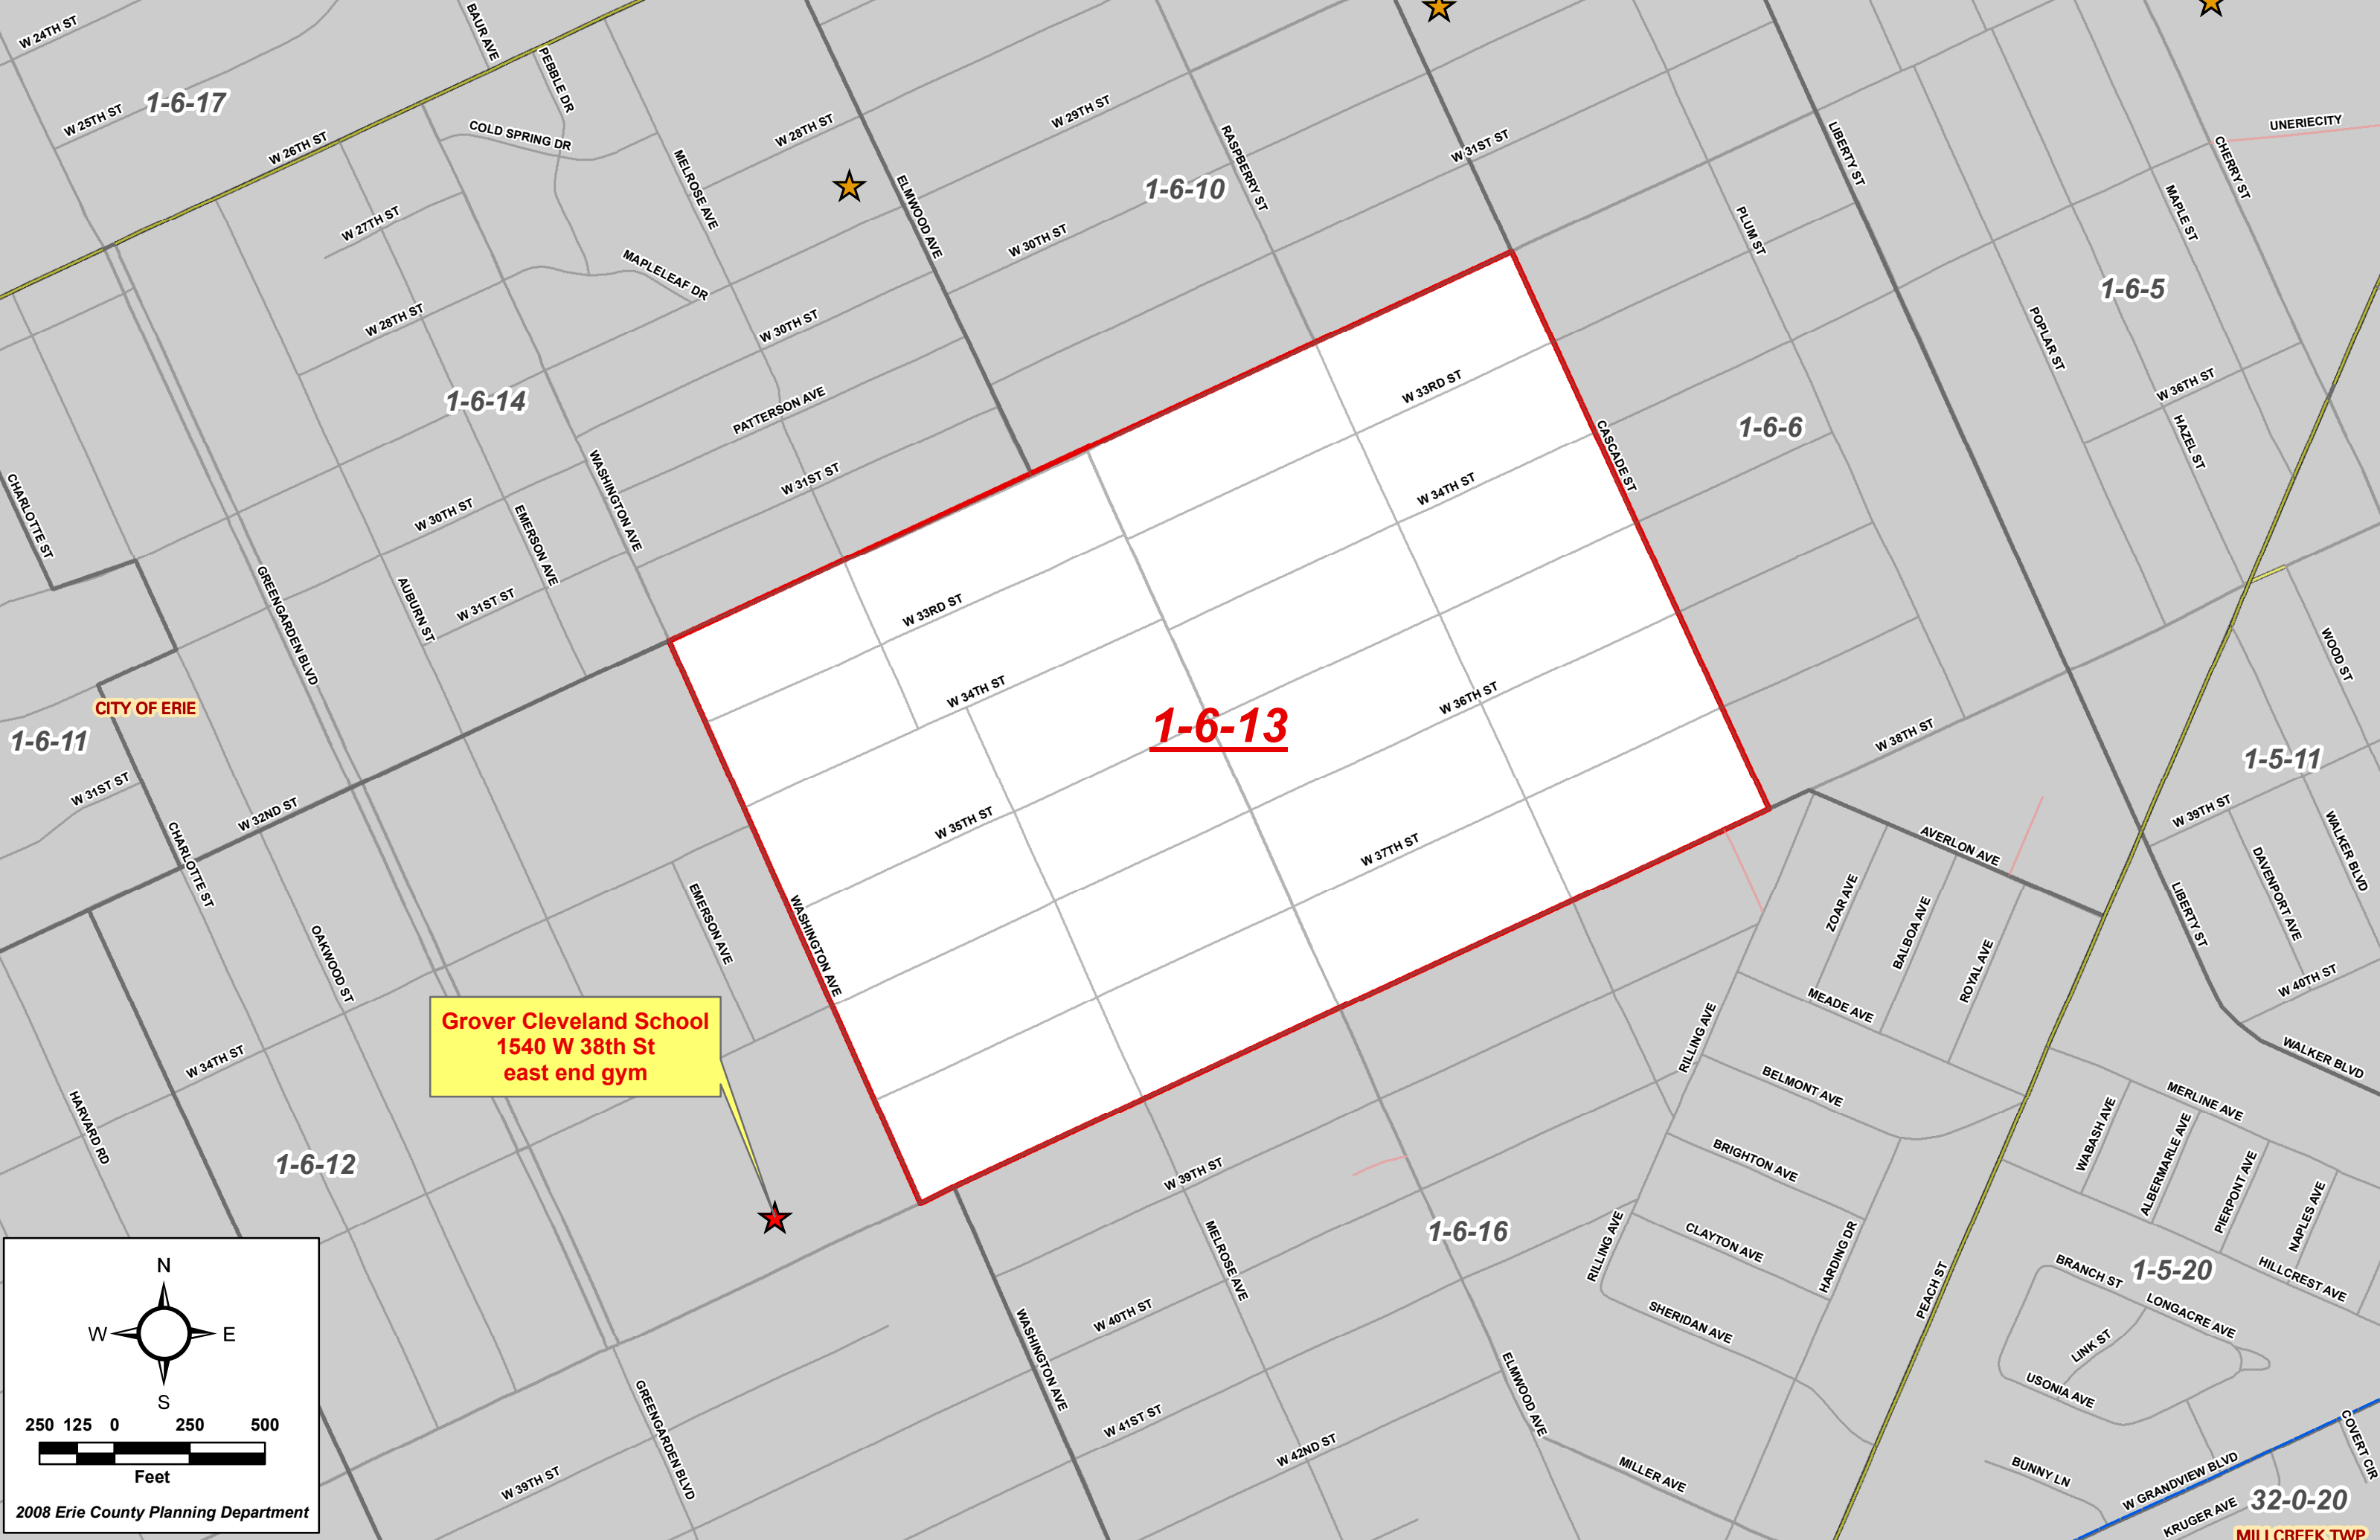 W 24TH ST
BAUR AVE
PEBBLE DR
W 25TH ST
1-6-17
W 26TH ST
COLD SPRING DR
MELROSE AVE
W 28TH ST
W 29TH ST
RASPBERRY ST
W 31ST ST
LIBERTY ST
UNERIECITY
CHERRY ST
MAPLE ST
W 27TH ST
ELMWOOD AVE
1-6-10
PLUM ST
W 30TH ST
MAPLELEAF DR
W 28TH ST
W 30TH ST
1-6-5
POPLAR ST
W 36TH ST
HAZEL ST
1-6-14
PATTERSON AVE
W 33RD ST
1-6-6
CASCADE ST
CHARLOTTE ST
W 30TH ST
EMERSON AVE
WASHINGTON AVE
W 31ST ST
W 34TH ST
GREENGARDEN BLVD
AUBURN ST
W 31ST ST
W 33RD ST
WOOD ST
CITY OF ERIE
1-6-11
W 34TH ST
1-6-13
W 36TH ST
W 38TH ST
1-5-11
W 31ST ST
W 32ND ST
CHARLOTTE ST
W 35TH ST
W 37TH ST
AVERLON AVE
W 39TH ST
WALKER BLVD
DAVENPORT AVE
OAKWOOD ST
EMERSON AVE
WASHINGTON AVE
ZOAR AVE
BALBOA AVE
ROYAL AVE
LIBERTY ST
W 40TH ST
Grover Cleveland School
1540 W 38th St
east end gym
MEADE AVE
RILLING AVE
WALKER BLVD
W 34TH ST
HARVARD RD
BELMONT AVE
MERLINE AVE
WABASH AVE
ALBERMARLE AVE
PIERPONT AVE
NAPLES AVE
1-6-12
W 39TH ST
BRIGHTON AVE
1-6-16
MELROSE AVE
RILLING AVE
CLAYTON AVE
HARDING DR
PEACH ST
BRANCH ST
1-5-20
HILLCREST AVE
LONGACRE AVE
LINK ST
USONIA AVE
N
W
E
S
W 40TH ST
WASHINGTON AVE
SHERIDAN AVE
ELMWOOD AVE
GREENGARDEN BLVD
W 41ST ST
W 42ND ST
250 125 0 250 500
Feet
2008 Erie County Planning Department
W 39TH ST
MILLER AVE
BUNNY LN
W GRANDVIEW BLVD
COVERT CIR
32-0-20
KRUGER AVE
MILLCREEK TWP